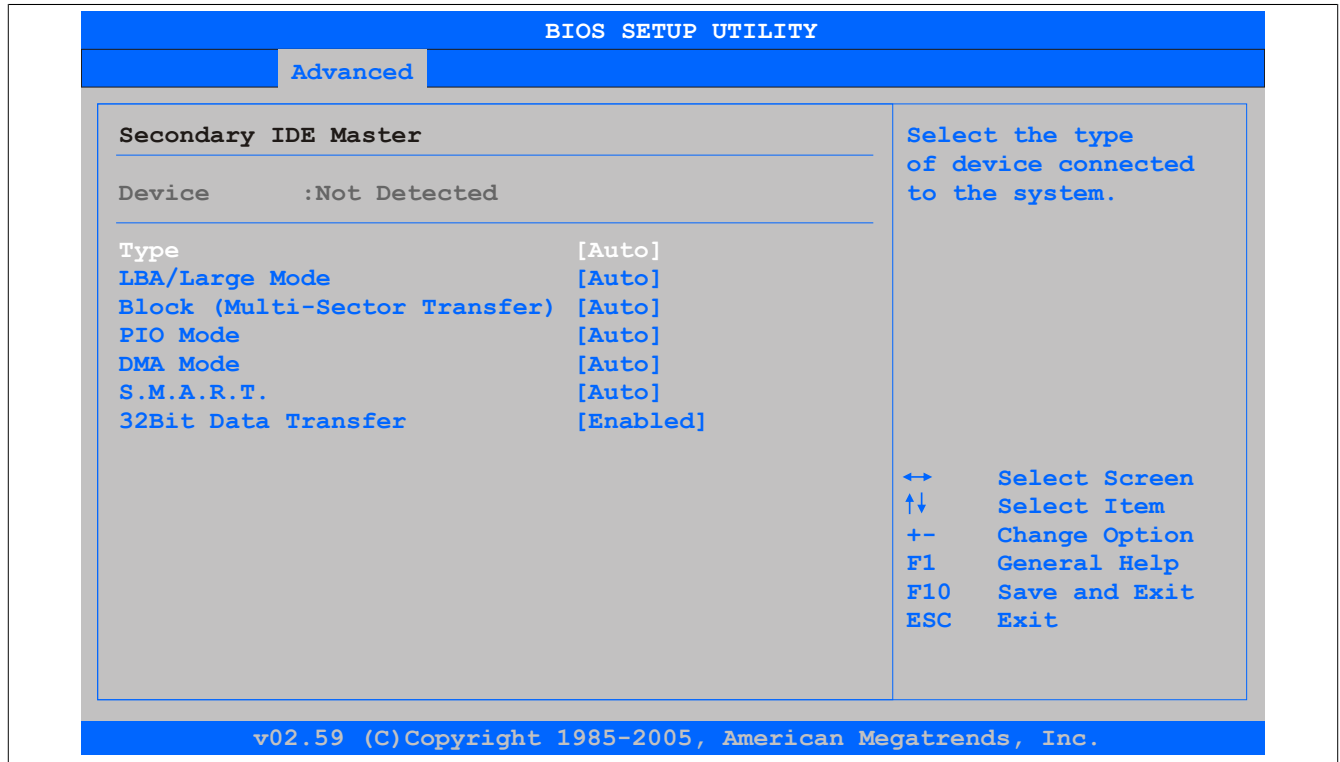 BIOS SETUP UTILITY
Advanced
Secondary IDE Master
Device :Not Detected
Type [Auto]
LBA/Large Mode [Auto]
Block (Multi-Sector Transfer) [Auto]
PIO Mode [Auto]
DMA Mode [Auto]
S.M.A.R.T. [Auto]
32Bit Data Transfer [Enabled]
Select the type
of device connected
to the system.
↔ Select Screen
↑↓ Select Item
+- Change Option
F1 General Help
F10 Save and Exit
ESC Exit
v02.59 (C)Copyright 1985-2005, American Megatrends, Inc.